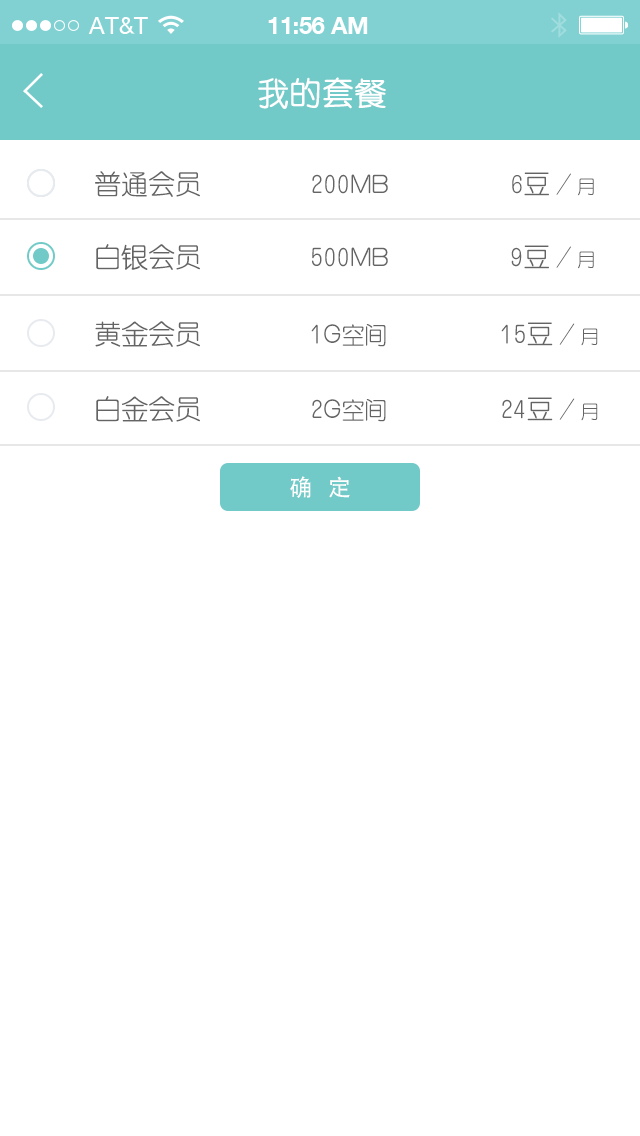 AT&T 11:56 AM
我的套餐
普通会员 200MB 6豆/月
白银会员 500MB 9豆/月
黄金会员 1G空间 15豆/月
白金会员 2G空间 24豆/月
确 定